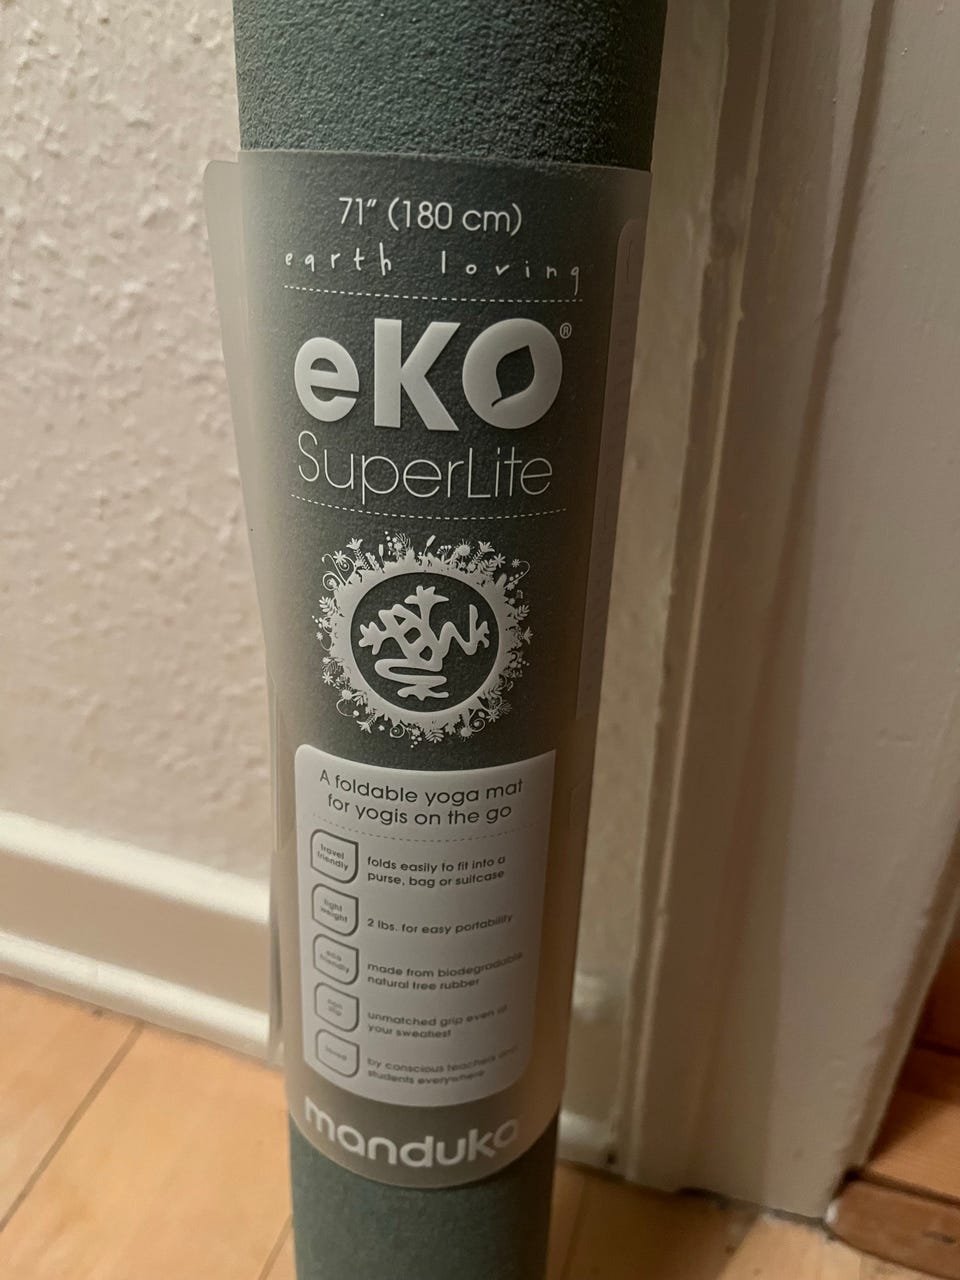 71" (180 cm)
earth loving
eKO®
SuperLite
A foldable yoga mat
for yogis on the go
travel
friendly
folds easily to fit into a
purse, bag or suitcase
light
weight
2 lbs. for easy portability
eco
friendly
made from biodegradable
natural tree rubber
non
slip
unmatched grip even at
your sweatiest
loved
by conscious teachers and
students everywhere
manduka